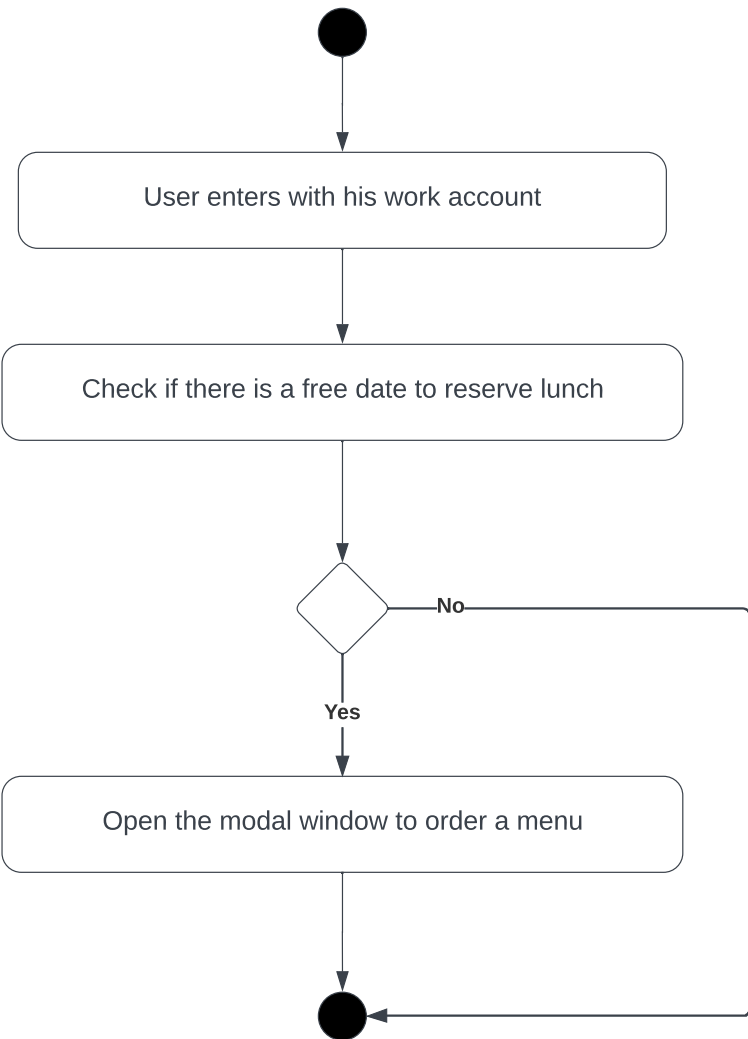 User enters with his work account
Check if there is a free date to reserve lunch
No
Yes
Open the modal window to order a menu